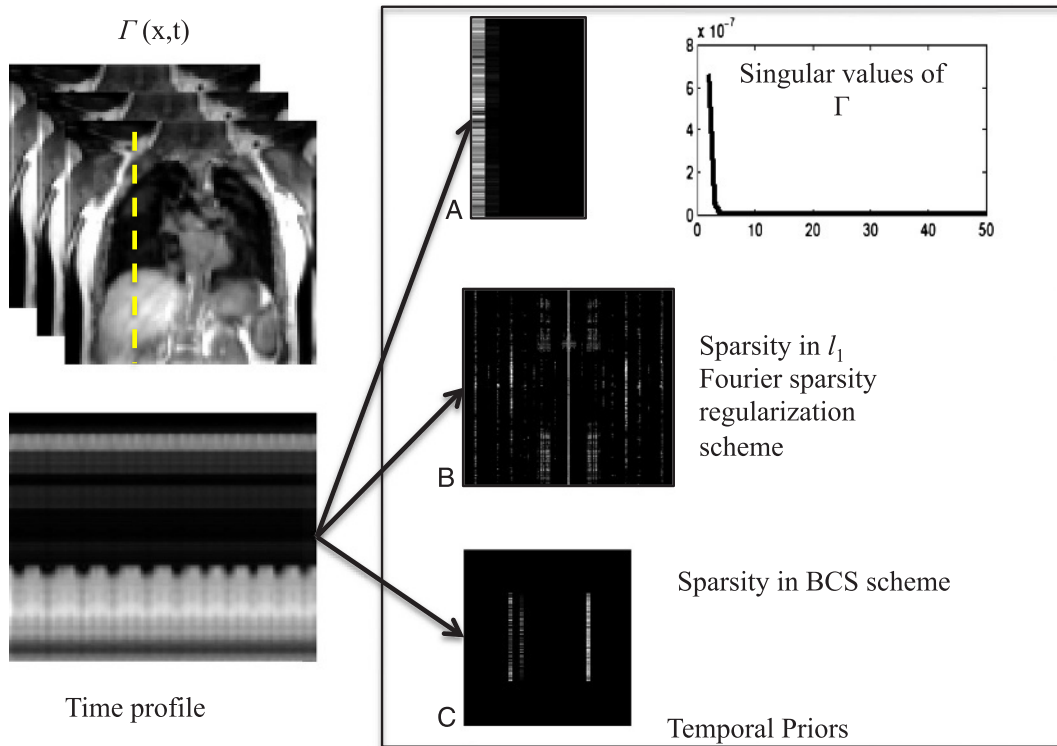 Γ (x,t)
Time profile
A
x 10⁻⁷
8
6
4
2
0
0
10
20
30
40
50
Singular values of
Γ
B
Sparsity in l₁
Fourier sparsity
regularization
scheme
C
Sparsity in BCS scheme
Temporal Priors